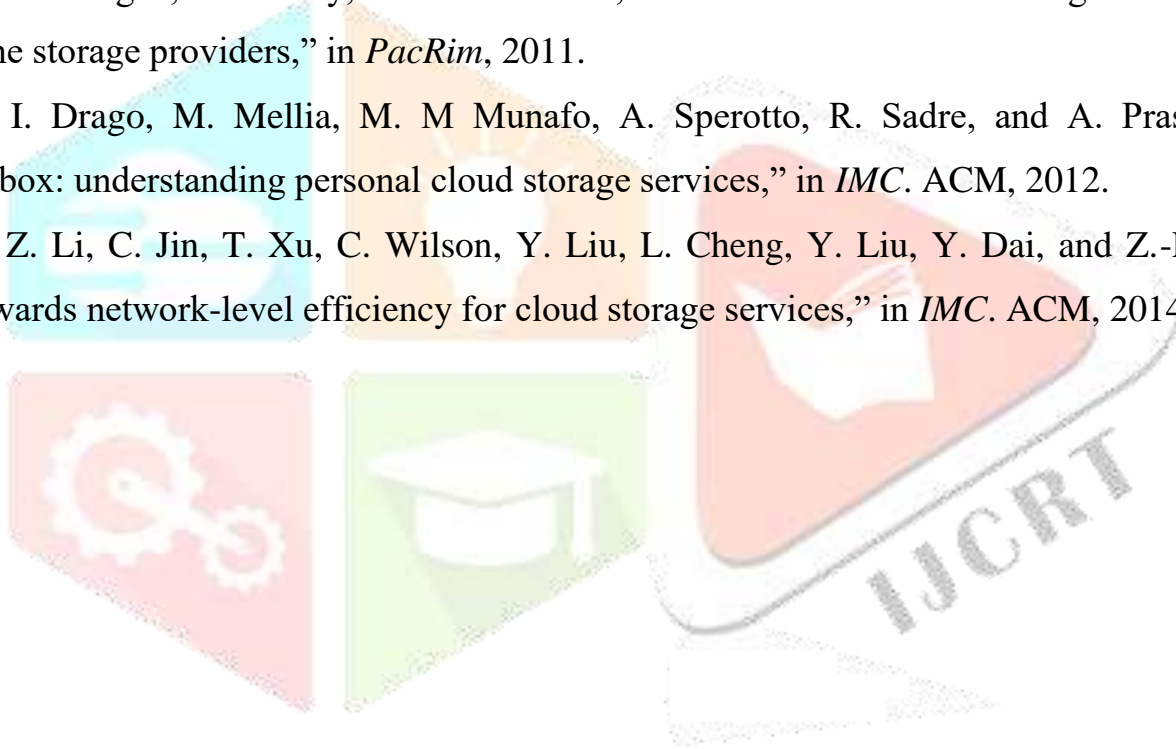 ne storage providers,” in PacRim, 2011.
I. Drago, M. Mellia, M. M Munafo, A. Sperotto, R. Sadre, and A. Pras
box: understanding personal cloud storage services,” in IMC. ACM, 2012.
Z. Li, C. Jin, T. Xu, C. Wilson, Y. Liu, L. Cheng, Y. Liu, Y. Dai, and Z.-
wards network-level efficiency for cloud storage services,” in IMC. ACM, 2014
IJCRT